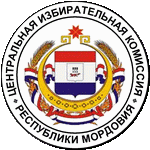 ЦЕНТРАЛЬНАЯ ИЗБИРАТЕЛЬНАЯ КОМИССИЯ
РЕСПУБЛИКИ МОРДОВИЯ